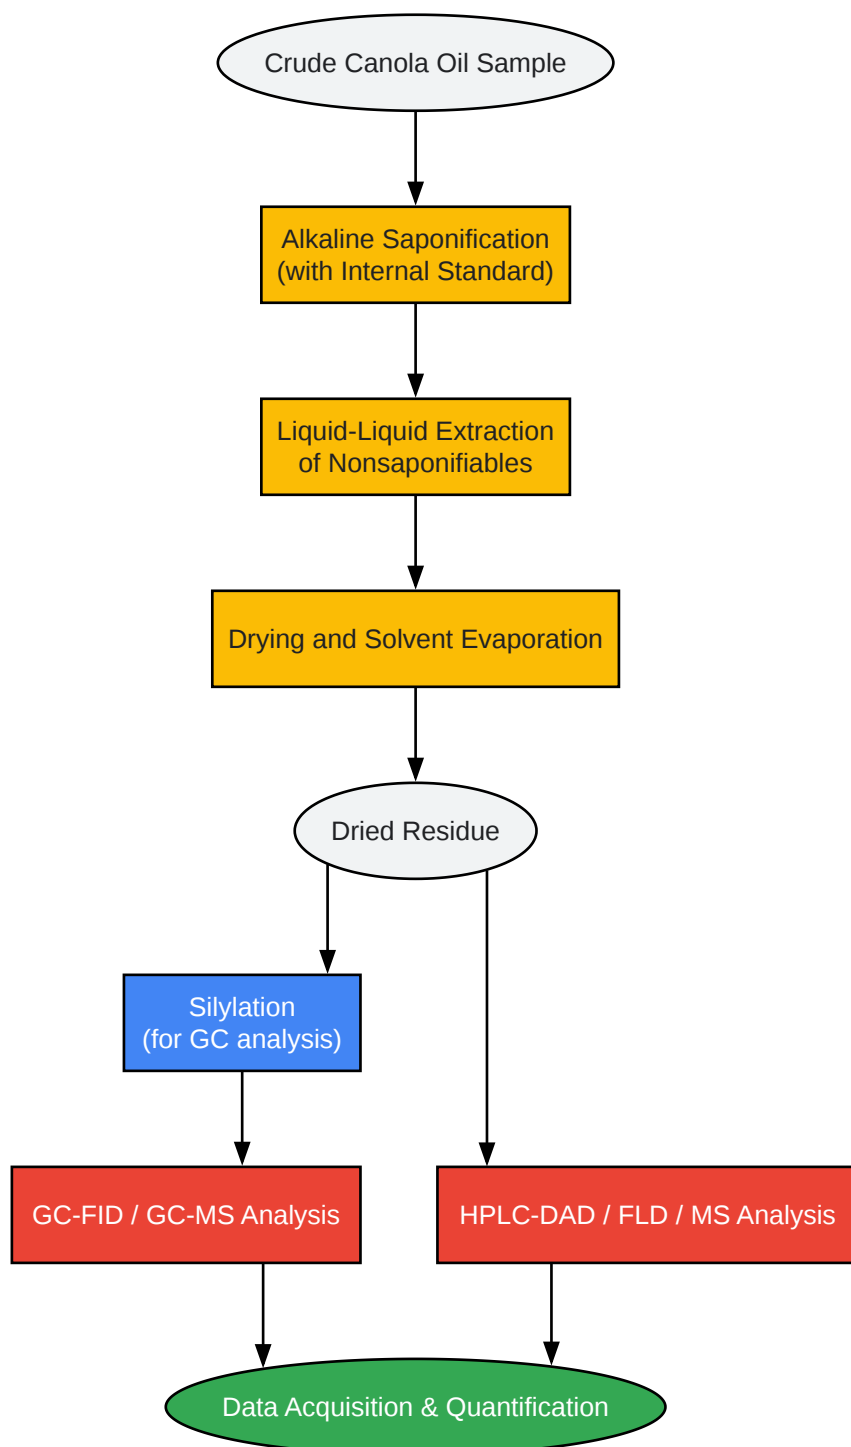 Crude Canola Oil Sample
Alkaline Saponification
(with Internal Standard)
Liquid-Liquid Extraction
of Nonsaponifiables
Drying and Solvent Evaporation
Dried Residue
Silylation
(for GC analysis)
GC-FID / GC-MS Analysis
HPLC-DAD / FLD / MS Analysis
Data Acquisition & Quantification